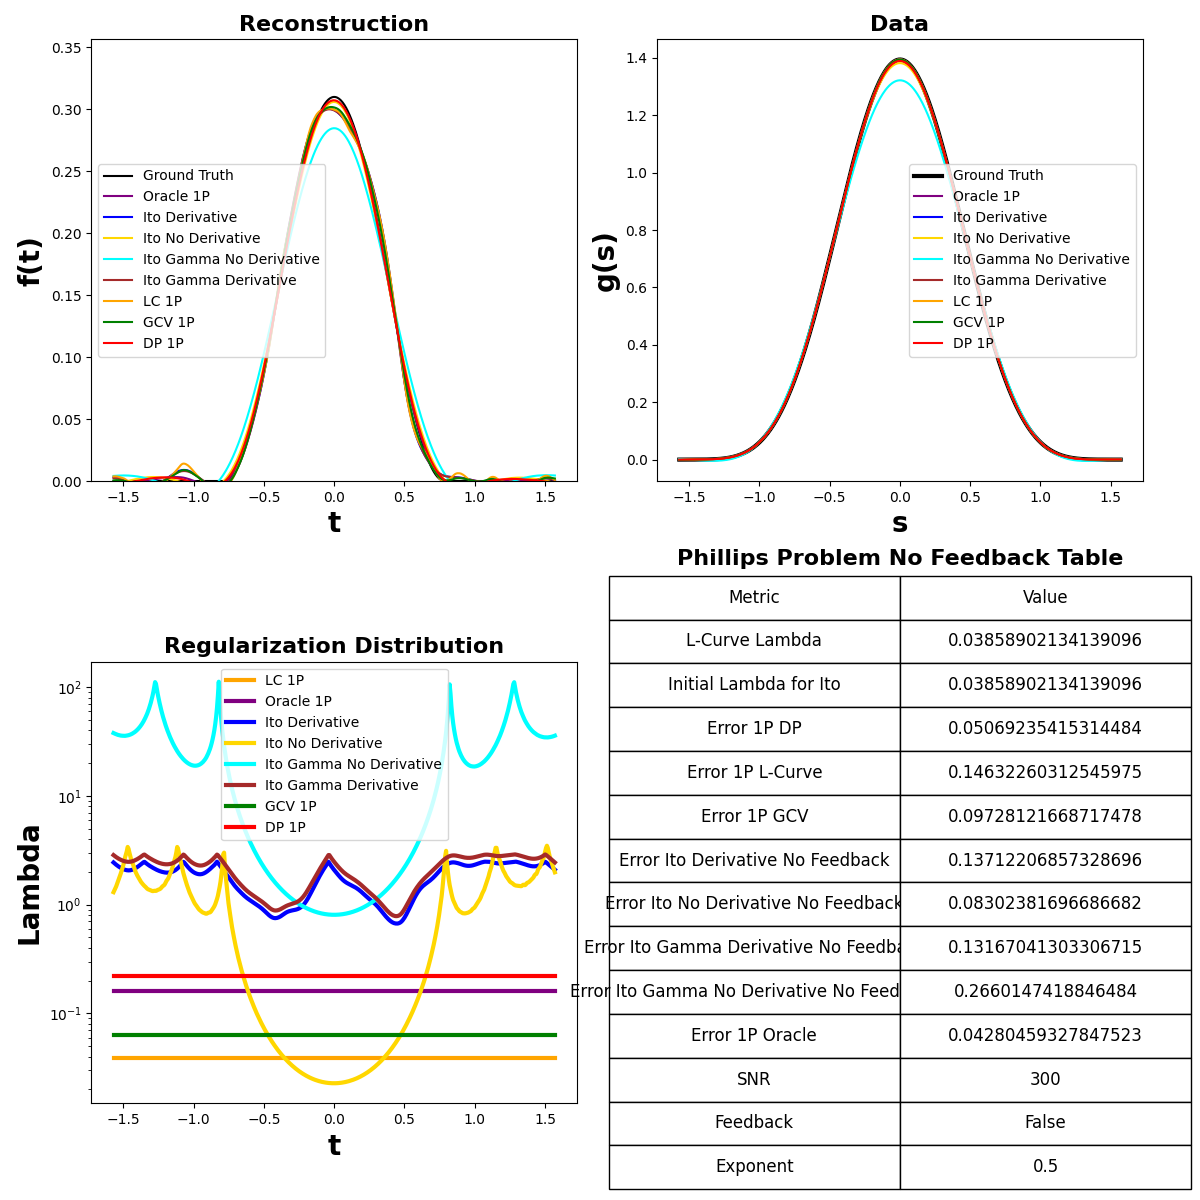 Reconstruction
0.35
0.30
0.25
0.20
0.15
0.10
0.05
0.00
f(t)
Ground Truth
Oracle 1P
Ito Derivative
Ito No Derivative
Ito Gamma No Derivative
Ito Gamma Derivative
LC 1P
GCV 1P
DP 1P
−1.5 −1.0 −0.5 0.0 0.5 1.0 1.5
t
Data
1.4
1.2
1.0
0.8
0.6
0.4
0.2
0.0
g(s)
Ground Truth
Oracle 1P
Ito Derivative
Ito No Derivative
Ito Gamma No Derivative
Ito Gamma Derivative
LC 1P
GCV 1P
DP 1P
−1.5 −1.0 −0.5 0.0 0.5 1.0 1.5
s
Regularization Distribution
10²
10¹
10⁰
10⁻¹
Lambda
LC 1P
Oracle 1P
Ito Derivative
Ito No Derivative
Ito Gamma No Derivative
Ito Gamma Derivative
GCV 1P
DP 1P
−1.5 −1.0 −0.5 0.0 0.5 1.0 1.5
t
Phillips Problem No Feedback Table
Metric Value
L-Curve Lambda 0.03858902134139096
Initial Lambda for Ito 0.03858902134139096
Error 1P DP 0.05069235415314484
Error 1P L-Curve 0.14632260312545975
Error 1P GCV 0.09728121668717478
Error Ito Derivative No Feedback 0.13712206857328696
Error Ito No Derivative No Feedback 0.08302381696686682
Error Ito Gamma Derivative No Feedba 0.13167041303306715
Error Ito Gamma No Derivative No Feed 0.2660147418846484
Error 1P Oracle 0.04280459327847523
SNR 300
Feedback False
Exponent 0.5